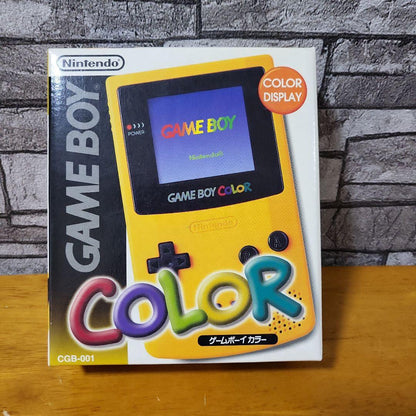 Nintendo
GAME BOY
COLOR
DISPLAY
POWER
GAME BOY
Nintendo®
GAME BOY COLOR
Nintendo
A
COLOR
ゲームボーイ カラー
CGB-001